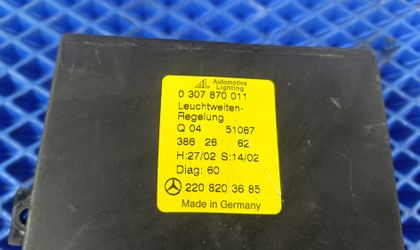 Automotive
Lighting
0 307 870 011
Leuchtweiten-
Regelung
Q 04 51067
386 26 62
H:27/02 S:14/02
Diag: 60
220 820 36 85
Made in Germany